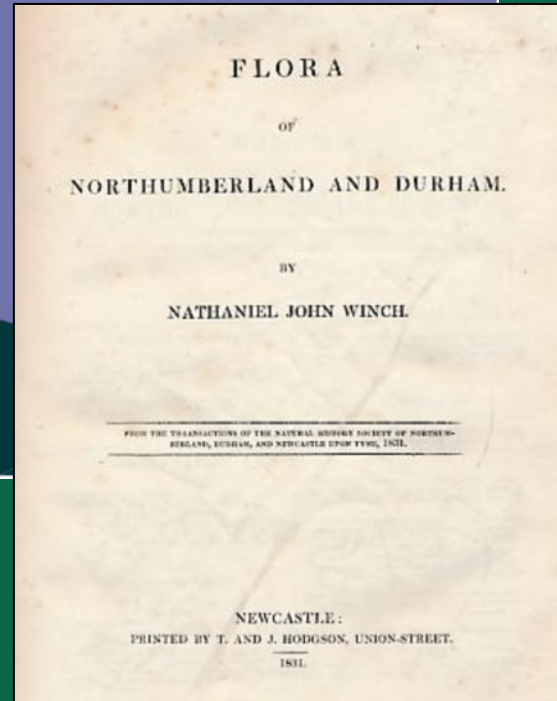 FLORA
OF
NORTHUMBERLAND AND DURHAM.
BY
NATHANIEL JOHN WINCH.
FROM THE TRANSACTIONS OF THE NATURAL HISTORY SOCIETY OF NORTHUM-
BERLAND, DURHAM, AND NEWCASTLE UPON TYNE, 1831.
NEWCASTLE:
PRINTED BY T. AND J. HODGSON, UNION-STREET.
1831.